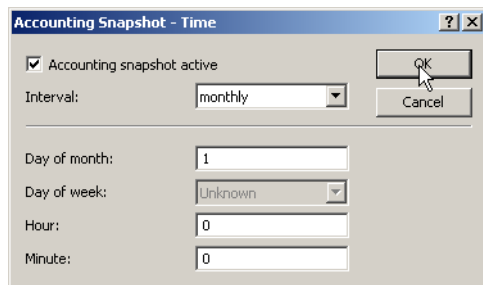 Accounting Snapshot - Time
Accounting snapshot active
OK
Interval: monthly
Cancel
Day of month: 1
Day of week: Unknown
Hour: 0
Minute: 0